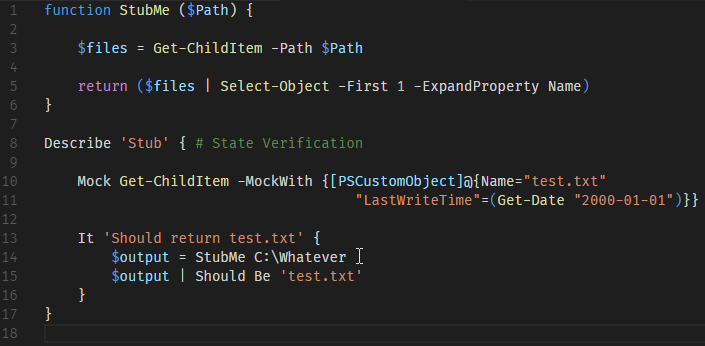 1 function StubMe ($Path) {
2
3 $files = Get-ChildItem -Path $Path
4
5 return ($files | Select-Object -First 1 -ExpandProperty Name)
6 }
7
8 Describe 'Stub' { # State Verification
9
10 Mock Get-ChildItem -MockWith {[PSCustomObject]@{Name="test.txt"
11 "LastWriteTime"=(Get-Date "2000-01-01")}}
12
13 It 'Should return test.txt' {
14 $output = StubMe C:\Whatever
15 $output | Should Be 'test.txt'
16 }
17 }
18